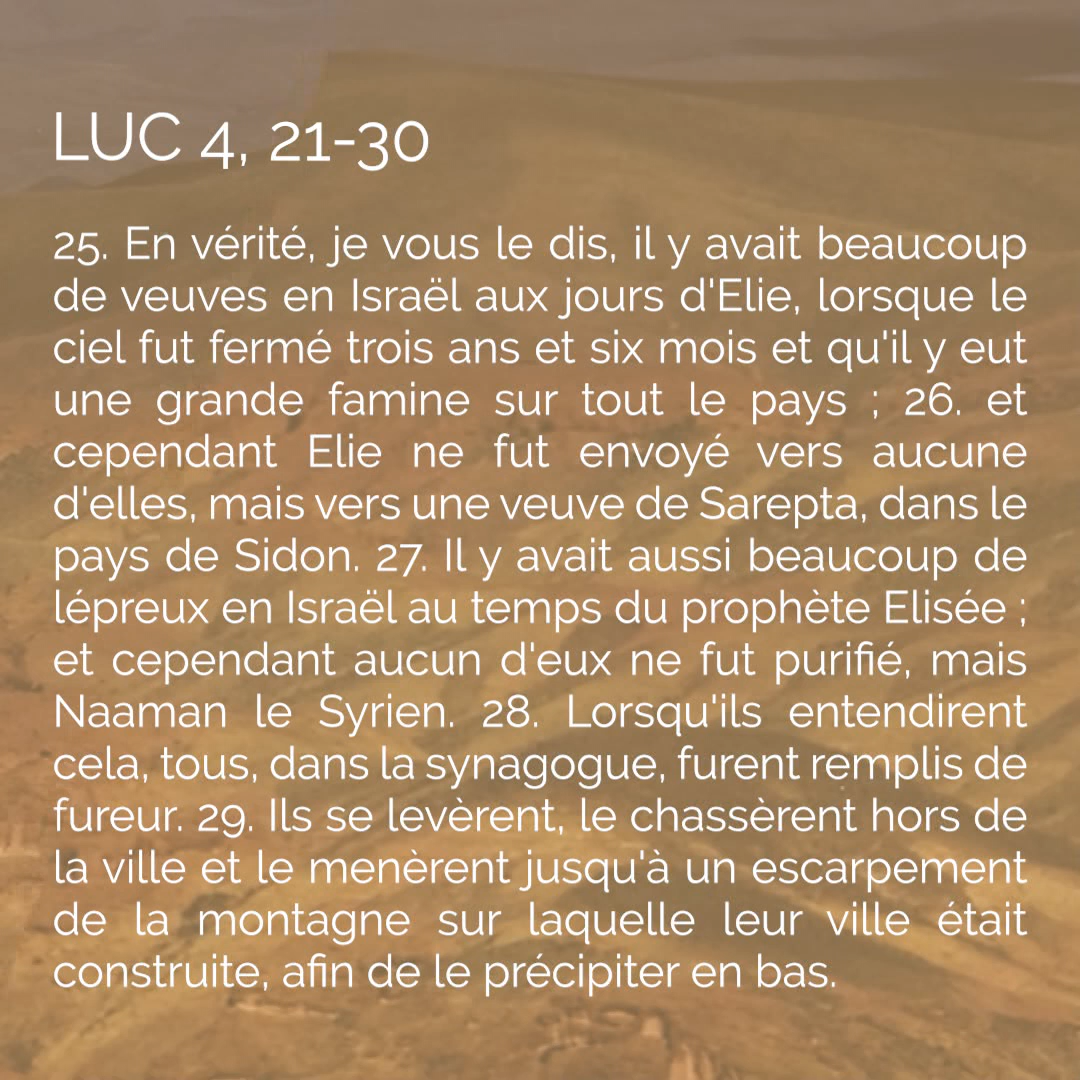 LUC 4, 21-30
25. En vérité, je vous le dis, il y avait beaucoup
de veuves en Israël aux jours d'Elie, lorsque le
ciel fut fermé trois ans et six mois et qu'il y eut
une grande famine sur tout le pays ; 26. et
cependant Elie ne fut envoyé vers aucune
d'elles, mais vers une veuve de Sarepta, dans le
pays de Sidon. 27. Il y avait aussi beaucoup de
lépreux en Israël au temps du prophète Elisée ;
et cependant aucun d'eux ne fut purifié, mais
Naaman le Syrien. 28. Lorsqu'ils entendirent
cela, tous, dans la synagogue, furent remplis de
fureur. 29. Ils se levèrent, le chassèrent hors de
la ville et le menèrent jusqu'à un escarpement
de la montagne sur laquelle leur ville était
construite, afin de le précipiter en bas.